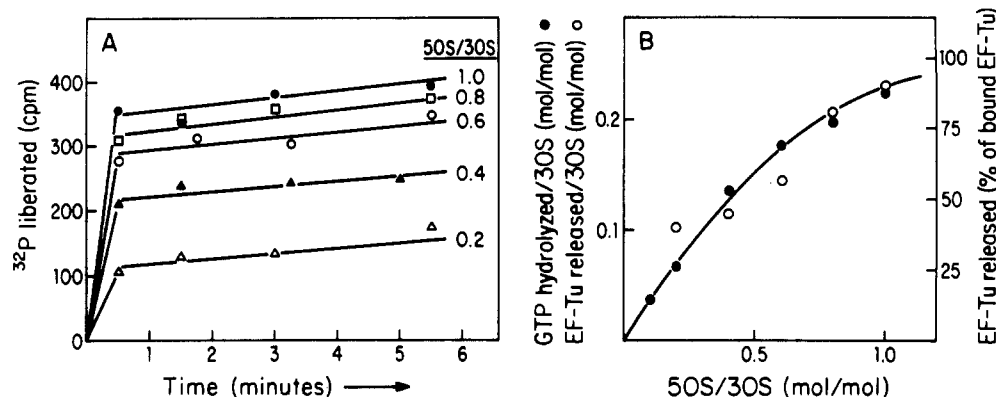 A
50S/30S
1.0
0.8
0.6
0.4
0.2
400
300
200
100
0
³²P liberated (cpm)
1 2 3 4 5 6
Time (minutes)
B
GTP hydrolyzed/30S (mol/mol) ●
EF-Tu released/30S (mol/mol) ○
0.2
0.1
100
75
50
25
EF-Tu released (% of bound EF-Tu)
0.5 1.0
50S/30S (mol/mol)